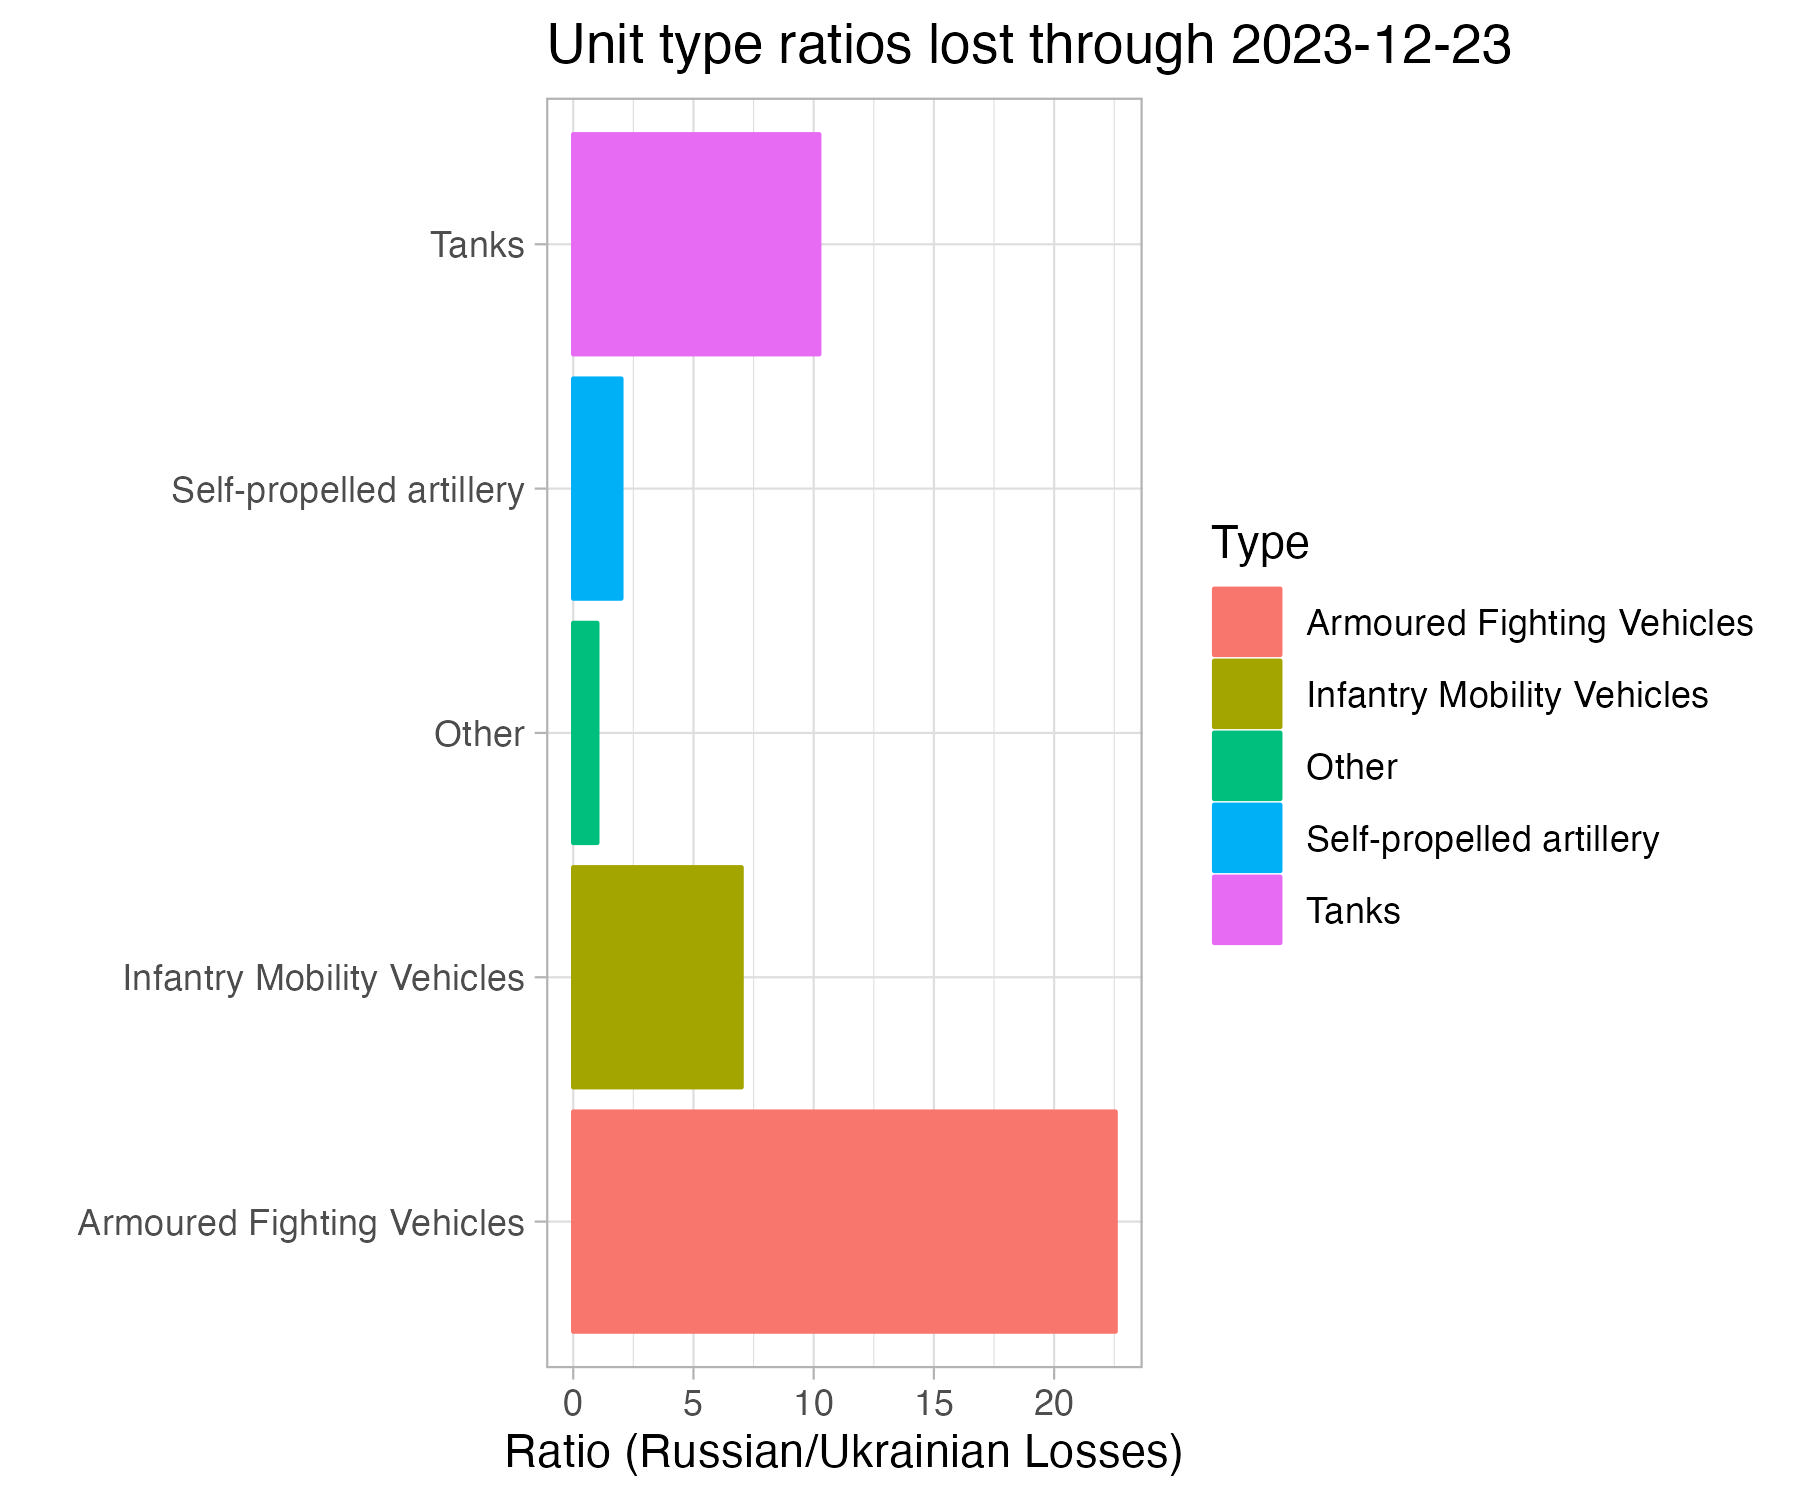 Unit type ratios lost through 2023-12-23
Tanks
Self-propelled artillery
Other
Infantry Mobility Vehicles
Armoured Fighting Vehicles
0 5 10 15 20
Ratio (Russian/Ukrainian Losses)
Type
Armoured Fighting Vehicles
Infantry Mobility Vehicles
Other
Self-propelled artillery
Tanks